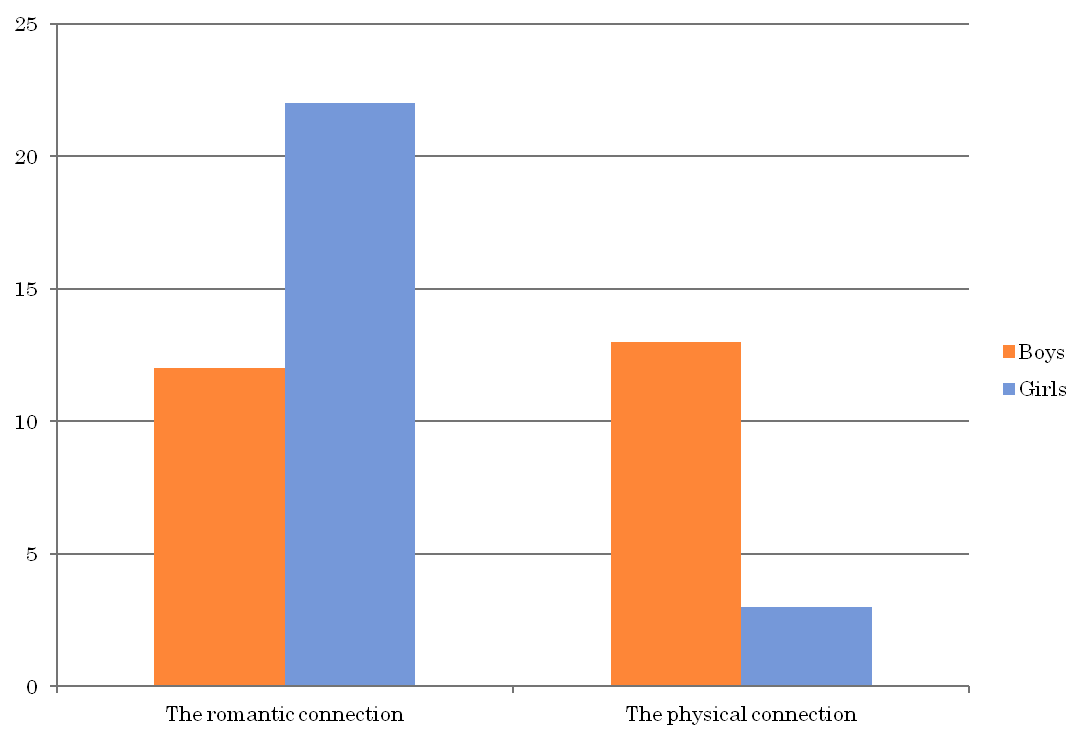 25
20
15
10
5
0
The romantic connection
The physical connection
Boys
Girls